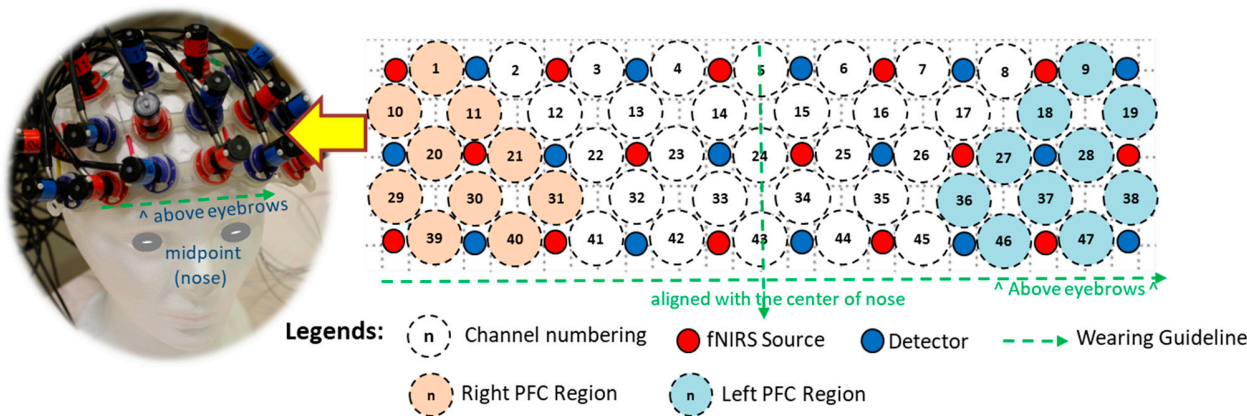 1 2 3 4 5 6 7 8 9
10 11 12 13 14 15 16 17 18 19
20 21 22 23 24 25 26 27 28
29 30 31 32 33 34 35 36 37 38
39 40 41 42 43 44 45 46 47
^ above eyebrows
midpoint
(nose)
aligned with the center of nose
^ Above eyebrows ^
Legends:
n Channel numbering
fNIRS Source
Detector
Wearing Guideline
n Right PFC Region
n Left PFC Region